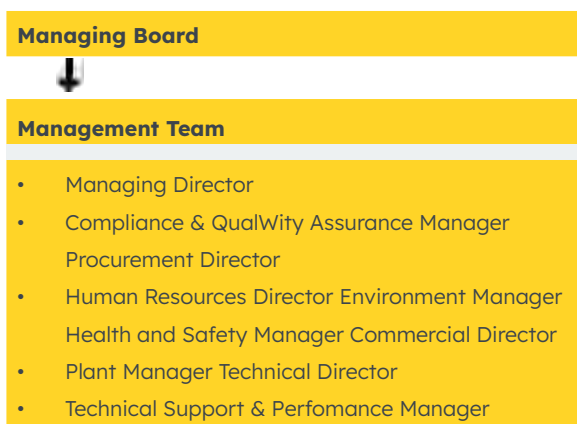 Managing Board
Management Team
• Managing Director
• Compliance & QualWity Assurance Manager
Procurement Director
• Human Resources Director Environment Manager
Health and Safety Manager Commercial Director
• Plant Manager Technical Director
• Technical Support & Perfomance Manager